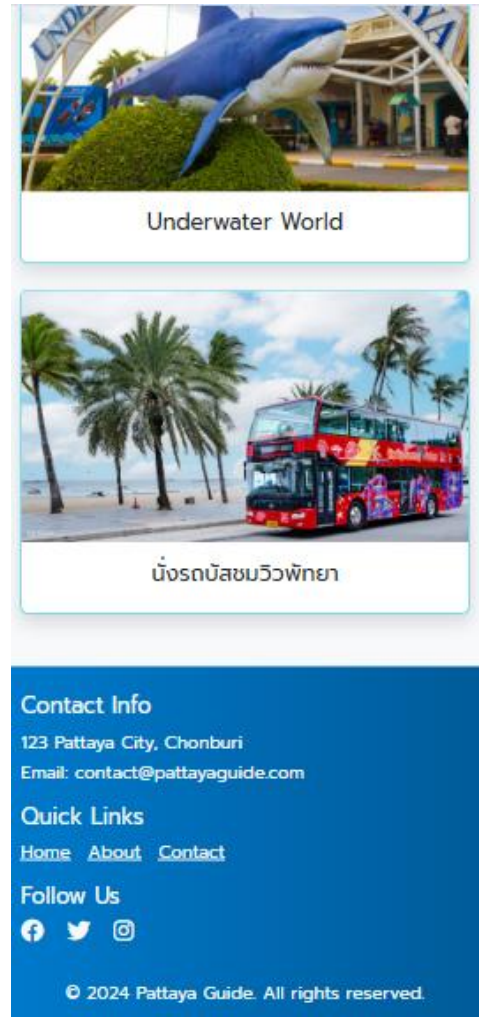 UNDE
YA
Underwater World
นั่งรถบัสชมวิวพัทยา
Contact Info
123 Pattaya City, Chonburi
Email: contact@pattayaguide.com
Quick Links
Home About Contact
Follow Us
© 2024 Pattaya Guide. All rights reserved.